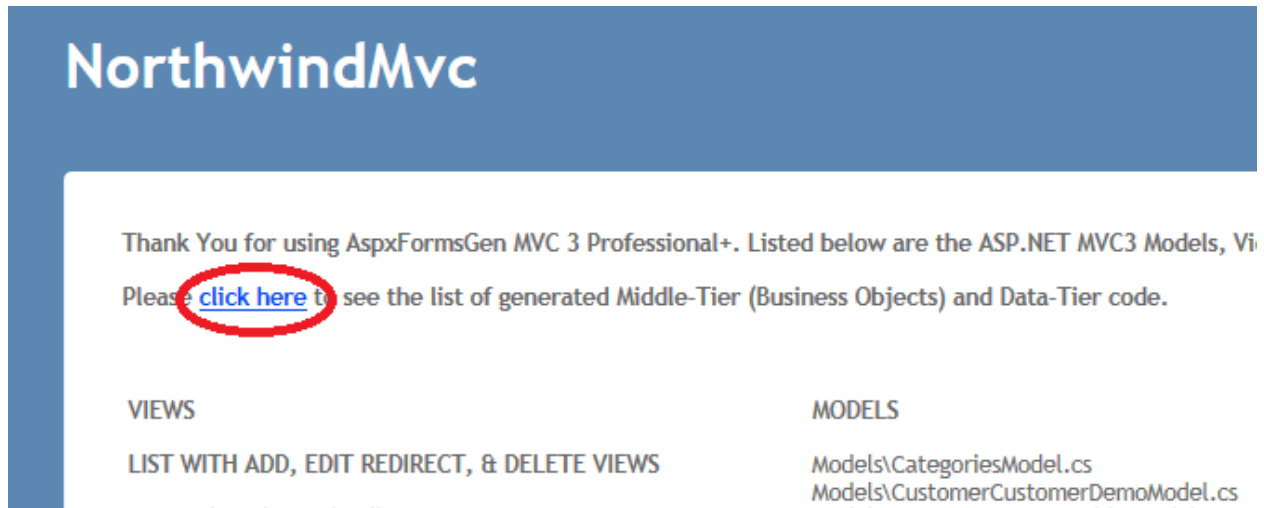 NorthwindMvc
Thank You for using AspxFormsGen MVC 3 Professional+. Listed below are the ASP.NET MVC3 Models,
Please click here to see the list of generated Middle-Tier (Business Objects) and Data-Tier code.
VIEWS
MODELS
LIST WITH ADD, EDIT REDIRECT, & DELETE VIEWS
Models\CategoriesModel.cs
Models\CustomerCustomerDemoModel.cs